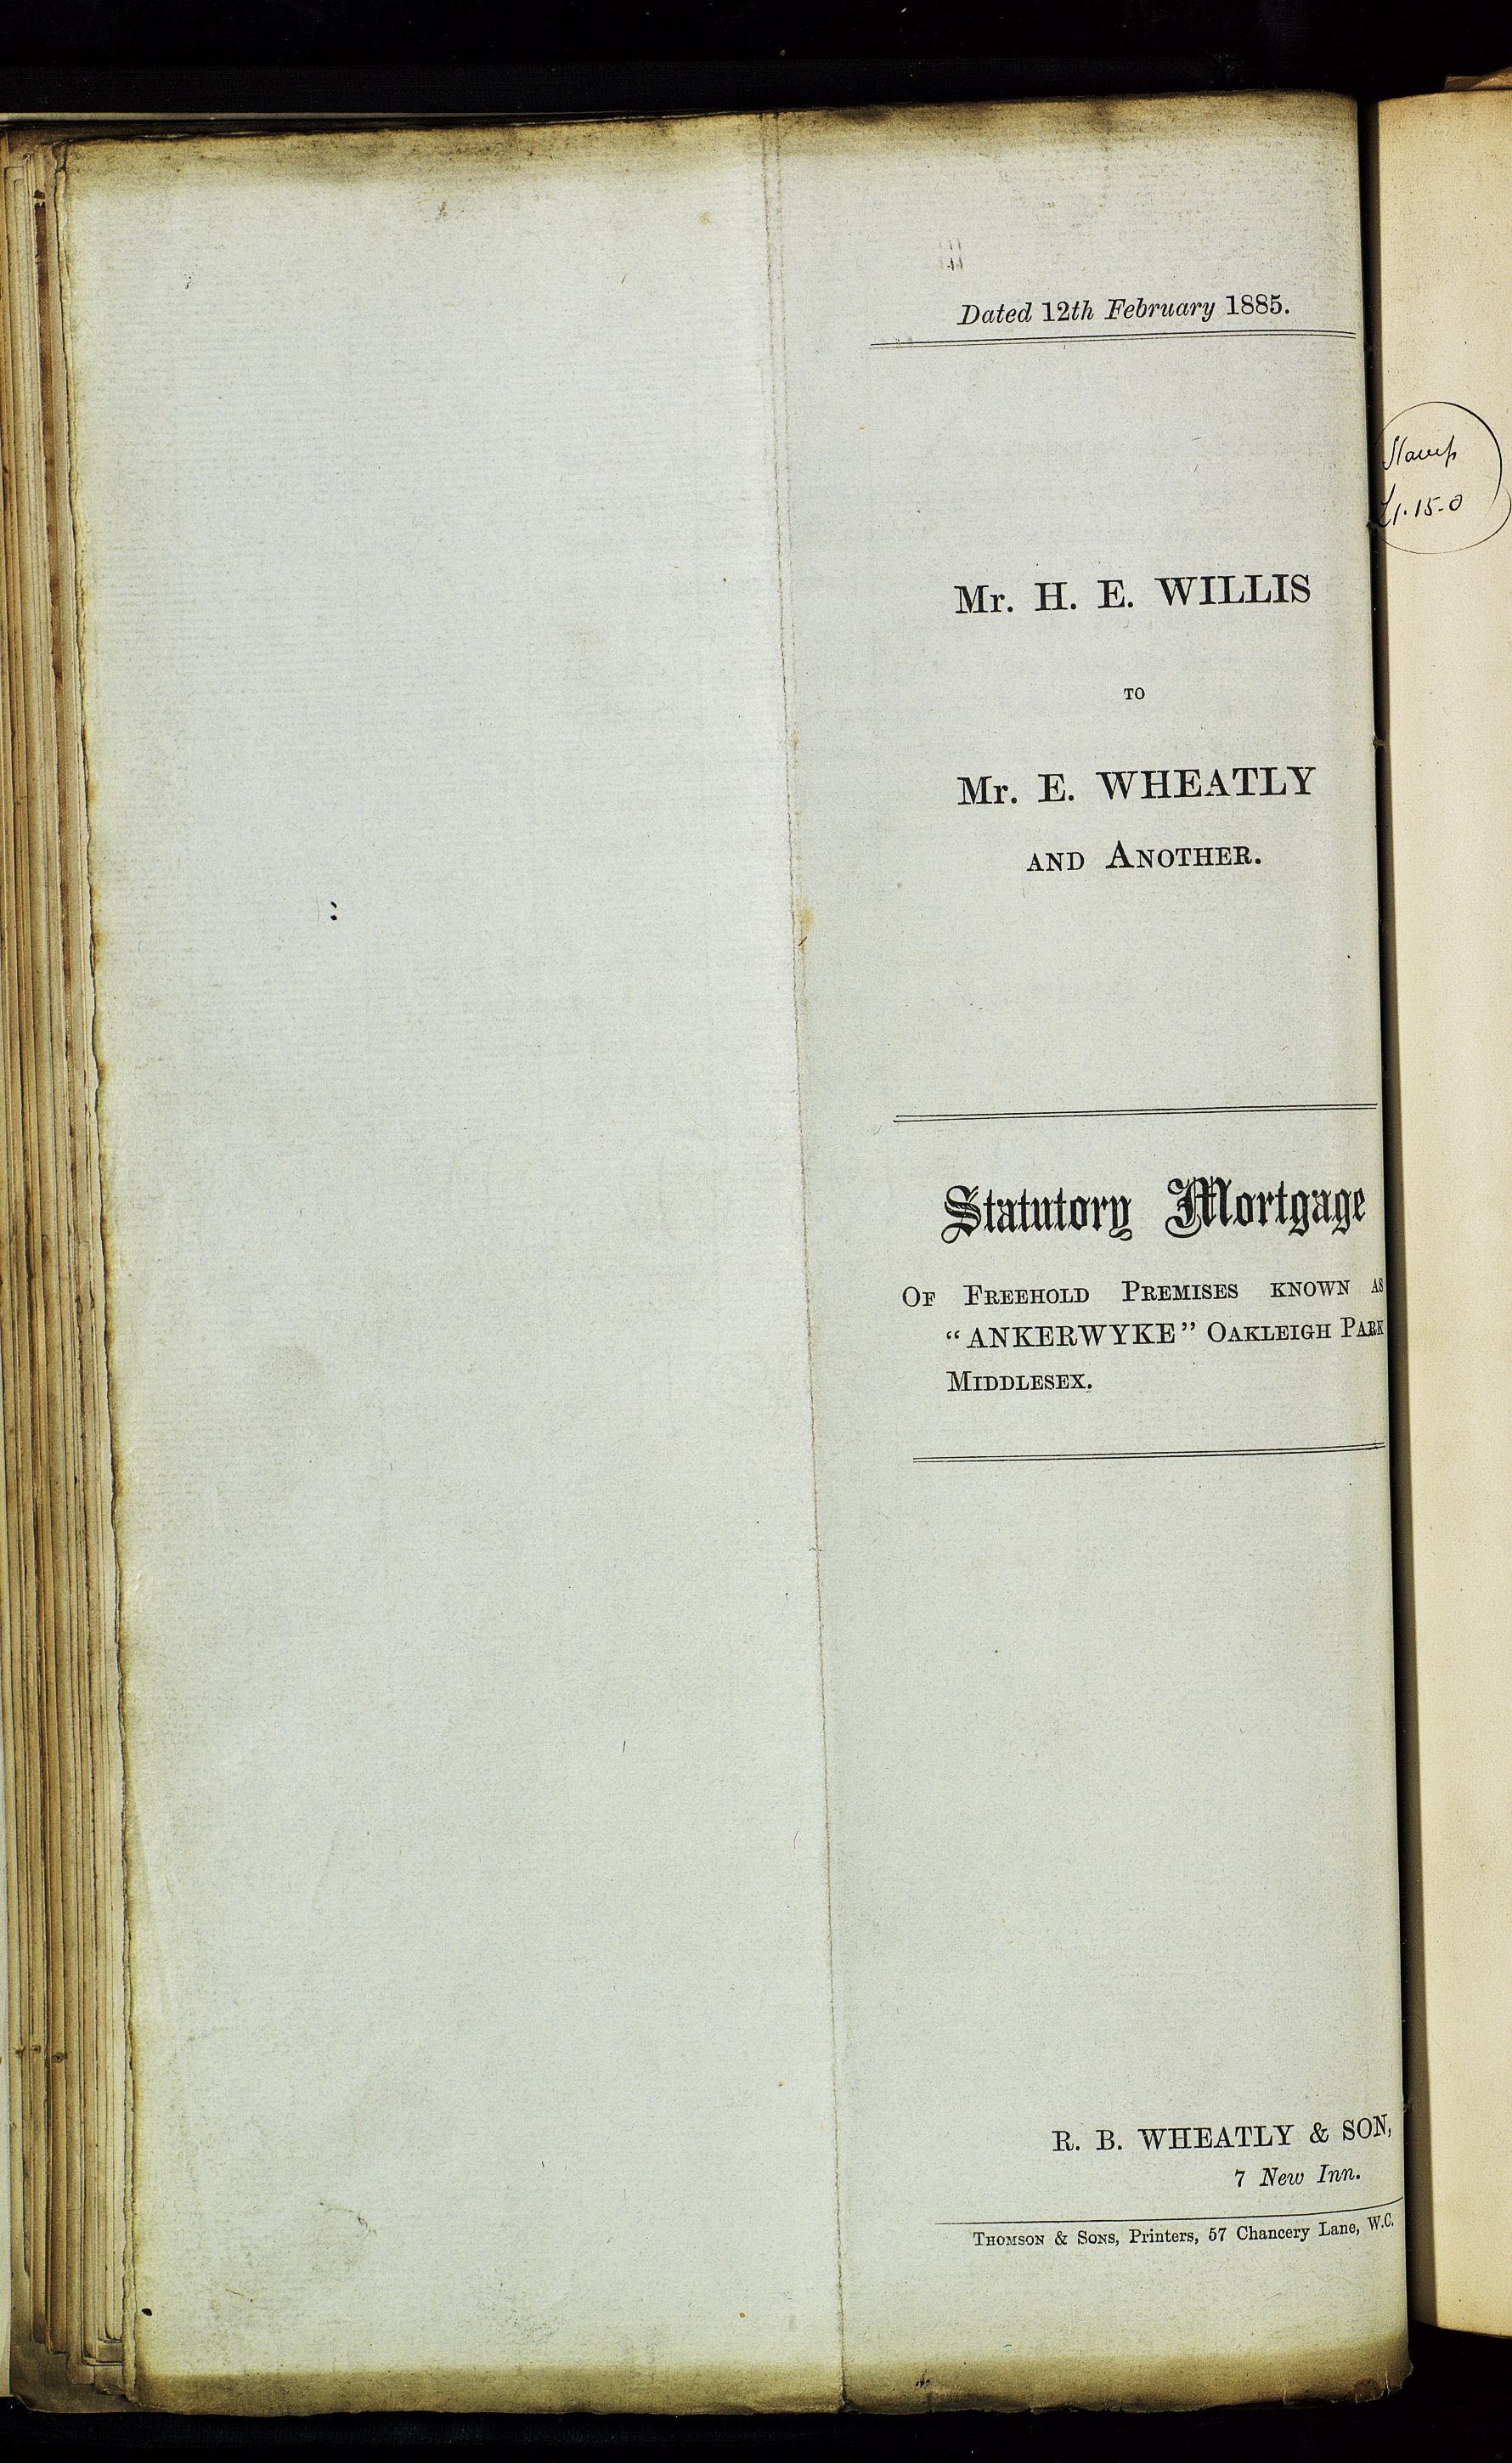 Dated 12th February 1885.
Mr. H. E. WILLIS
TO
Mr. E. WHEATLY
AND ANOTHER.
Statutory Mortgage
OF FREEHOLD PREMISES KNOWN AS
“ANKERWYKE” OAKLEIGH PARK
MIDDLESEX.
R. B. WHEATLY & SON,
7 New Inn.
THOMSON & SONS, Printers, 57 Chancery Lane, W.C.
Stamp
£1.15-0